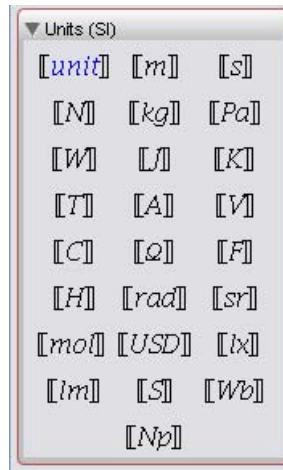 Units (SI)
⟦unit⟧ ⟦m⟧ ⟦s⟧
⟦N⟧ ⟦kg⟧ ⟦Pa⟧
⟦W⟧ ⟦J⟧ ⟦K⟧
⟦T⟧ ⟦A⟧ ⟦V⟧
⟦C⟧ ⟦Ω⟧ ⟦F⟧
⟦H⟧ ⟦rad⟧ ⟦sr⟧
⟦mol⟧ ⟦USD⟧ ⟦lx⟧
⟦lm⟧ ⟦S⟧ ⟦Wb⟧
⟦Np⟧